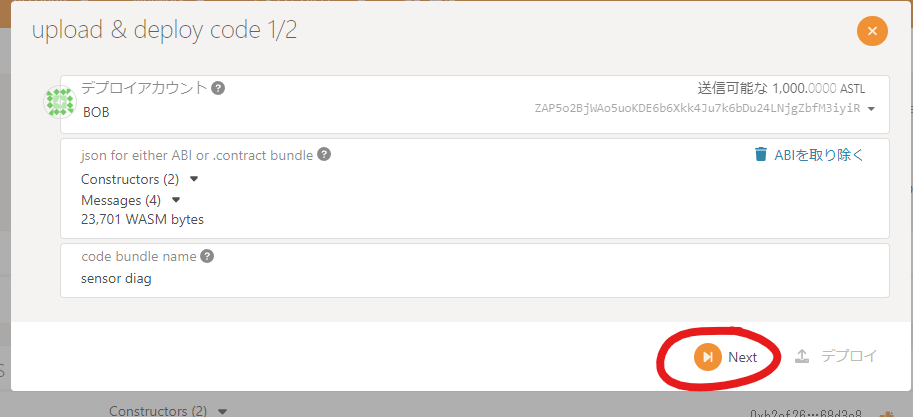 upload & deploy code 1/2
デプロイアカウント
送信可能な 1,000.0000 ASTL
BOB
ZAP5o2BjWAo5uoKDE6b6Xkk4Ju7k6bDu24LNjgZbfM3iyiR
json for either ABI or .contract bundle
ABIを取り除く
Constructors (2)
Messages (4)
23,701 WASM bytes
code bundle name
sensor diag
Next
デプロイ
Constructors (2)